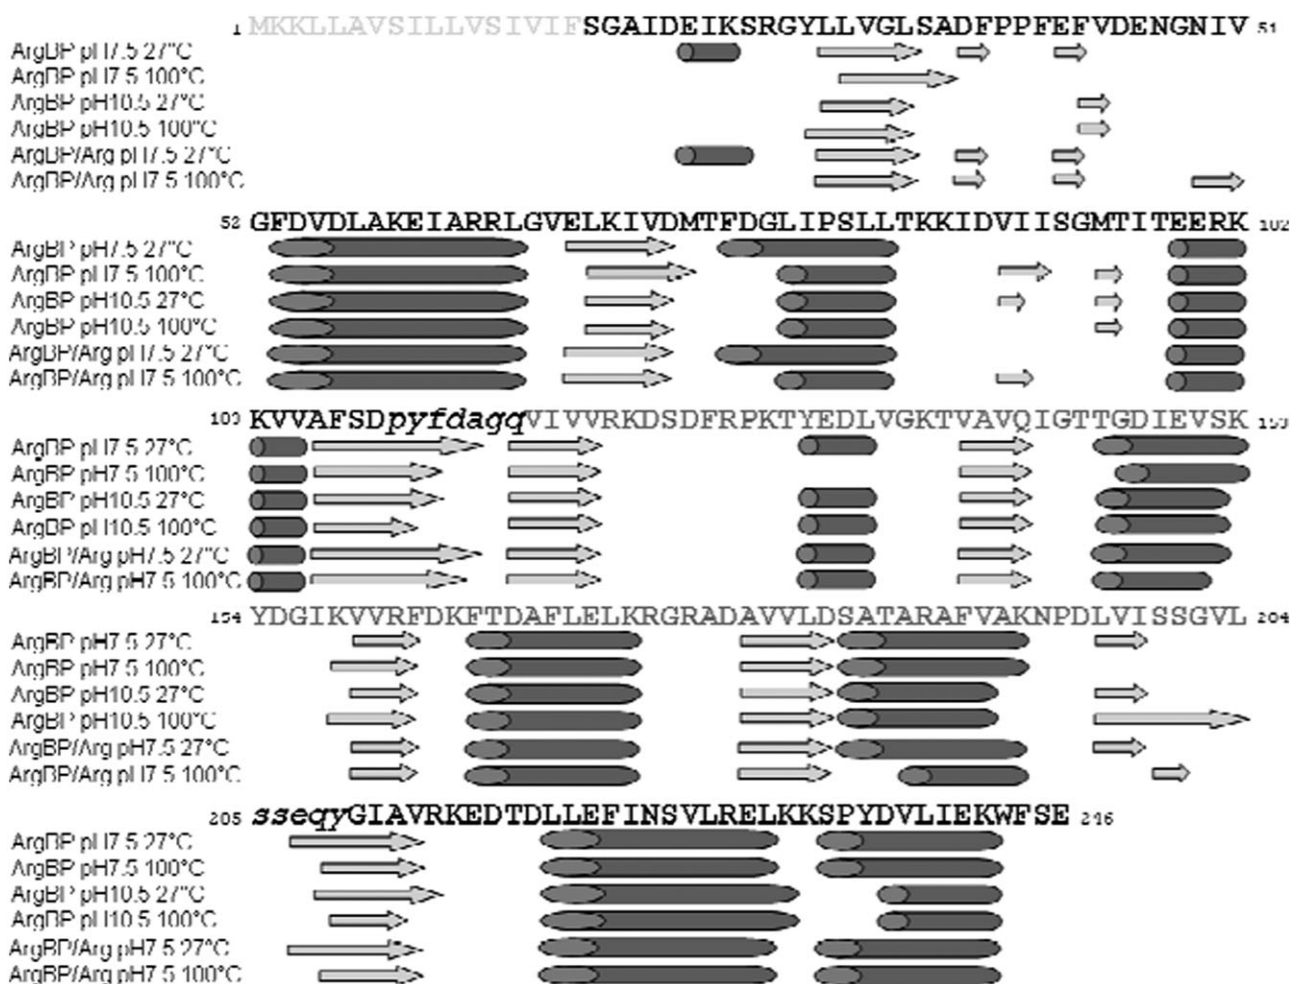 1 MKKLLAVSILLVSIVIFSGAIDEIKSRGYLLVGLSADFPPFEFVDENGNIV 51
ArgBP pH7.5 27°C
ArgBP pH7.5 100°C
ArgBP pH10.5 27°C
ArgBP pH10.5 100°C
ArgBP/Arg pH7.5 27°C
ArgBP/Arg pH7.5 100°C
52 GFDVDLAKEIARRLGVELKIVDMTFDGLIPSLLTKKIDVIISGMTITEERK 102
ArgBP pH7.5 27°C
ArgBP pH7.5 100°C
ArgBP pH10.5 27°C
ArgBP pH10.5 100°C
ArgBP/Arg pH7.5 27°C
ArgBP/Arg pH7.5 100°C
103 KVVAFSDpyfdagqVIVVRKDSDFRPKTYEDLVGKTVAVQIGTTGDIEVSK 153
ArgBP pH7.5 27°C
ArgBP pH7.5 100°C
ArgBP pH10.5 27°C
ArgBP pH10.5 100°C
ArgBP/Arg pH7.5 27°C
ArgBP/Arg pH7.5 100°C
154 YDGIKVVRFDKFTDAFLELKRGRADAVVLDSATARAFVAKNPDLVISSGVL 204
ArgBP pH7.5 27°C
ArgBP pH7.5 100°C
ArgBP pH10.5 27°C
ArgBP pH10.5 100°C
ArgBP/Arg pH7.5 27°C
ArgBP/Arg pH7.5 100°C
205 sseqyGIAVRKEDTDLLEFINSVLRELKKSPYDVLIEKWFSE 246
ArgBP pH7.5 27°C
ArgBP pH7.5 100°C
ArgBP pH10.5 27°C
ArgBP pH10.5 100°C
ArgBP/Arg pH7.5 27°C
ArgBP/Arg pH7.5 100°C